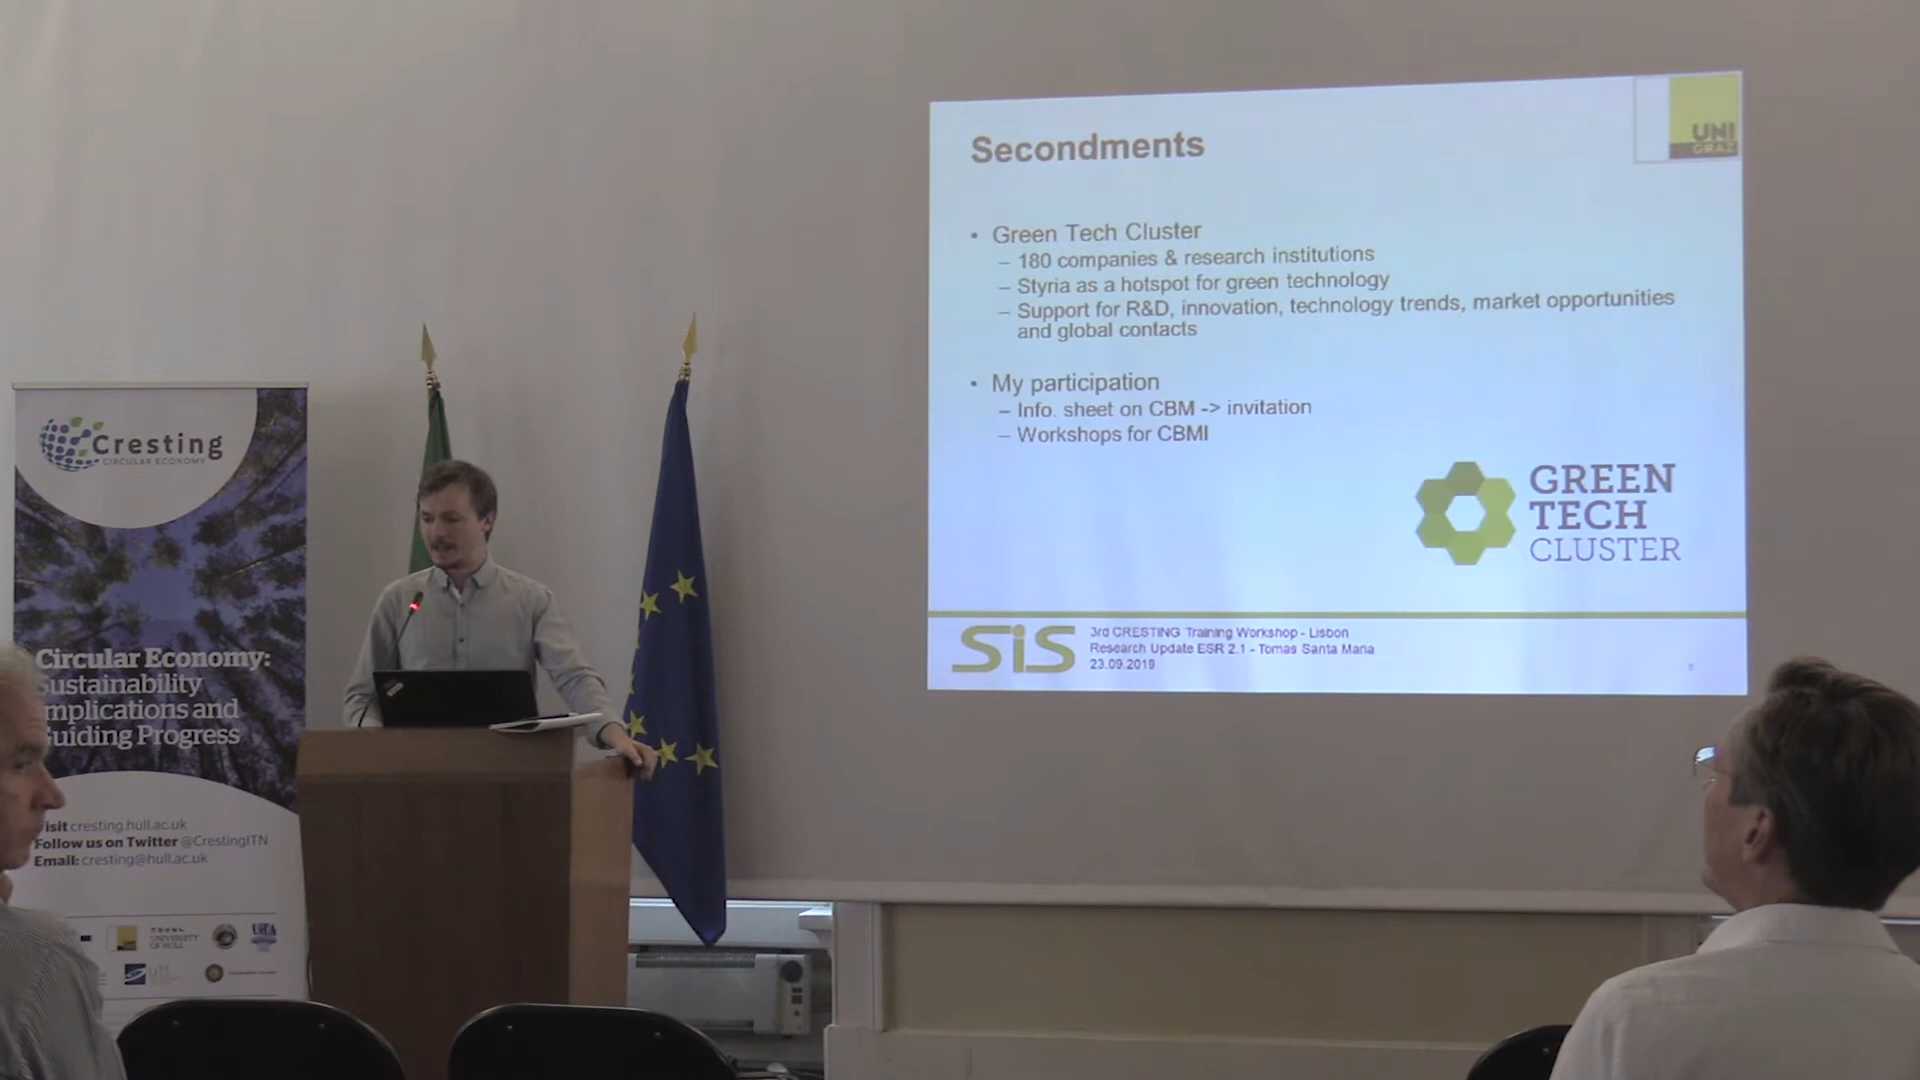 UNI
GRAZ
Secondments
• Green Tech Cluster
– 180 companies & research institutions
– Styria as a hotspot for green technology
– Support for R&D, innovation, technology trends, market opportunities
and global contacts
• My participation
– Info. sheet on CBM -> invitation
– Workshops for CBMI
GREEN
TECH
CLUSTER
SiS
3rd CRESTING Training Workshop - Lisbon
Research Update ESR 2.1 - Tomas Santa Maria
23.09.2019
Cresting
CIRCULAR ECONOMY
Circular Economy:
Sustainability
Implications and
Guiding Progress
Visit cresting.hull.ac.uk
Follow us on Twitter @CrestingITN
Email: cresting@hull.ac.uk
UNIVERSITY
OF HULL